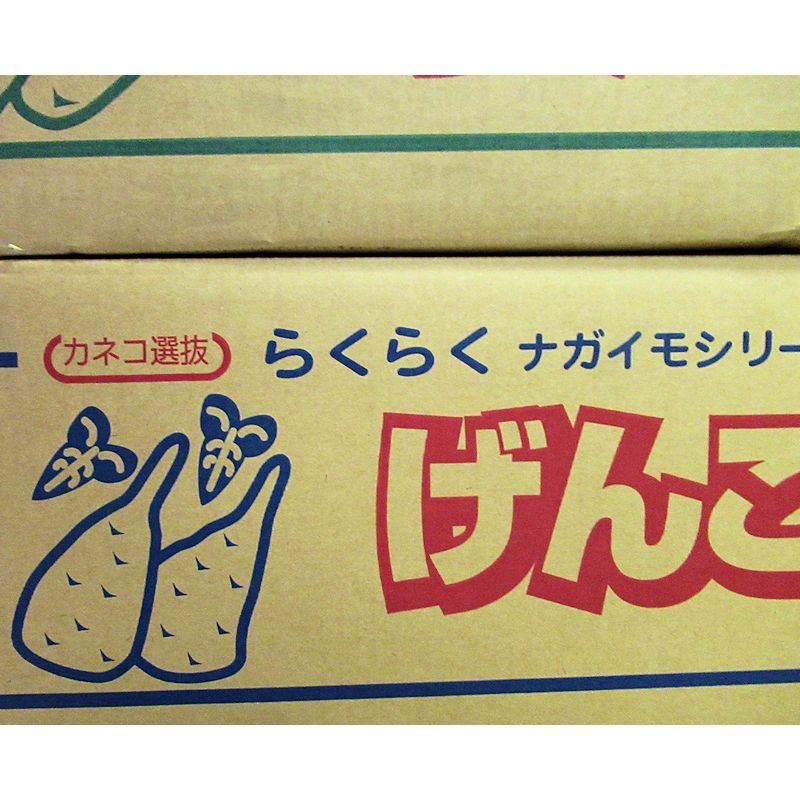 カネコ選抜 らくらく ナガイモシリー
げんこ